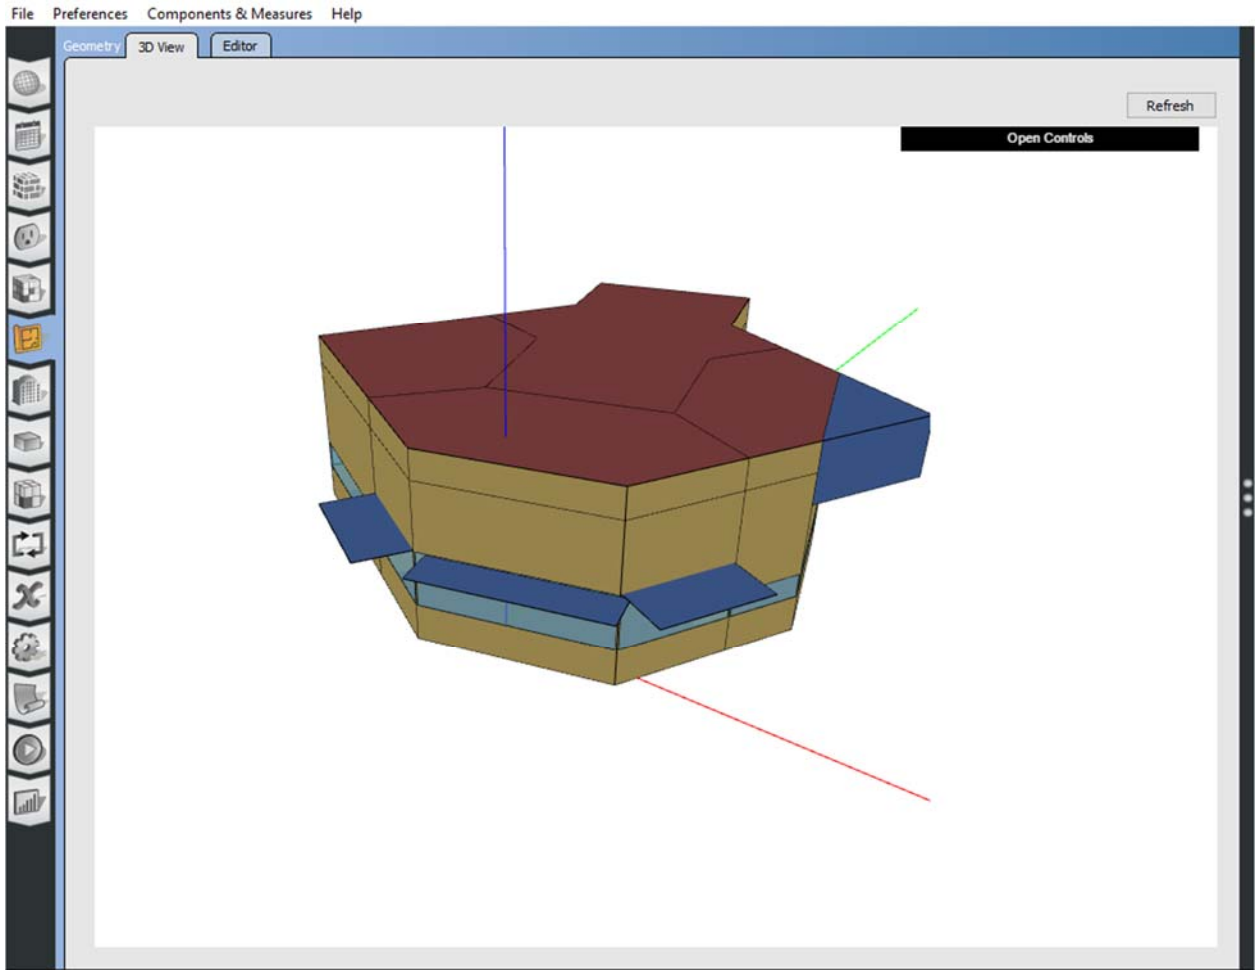 File Preferences Components & Measures Help
Geometry 3D View Editor
Refresh
Open Controls